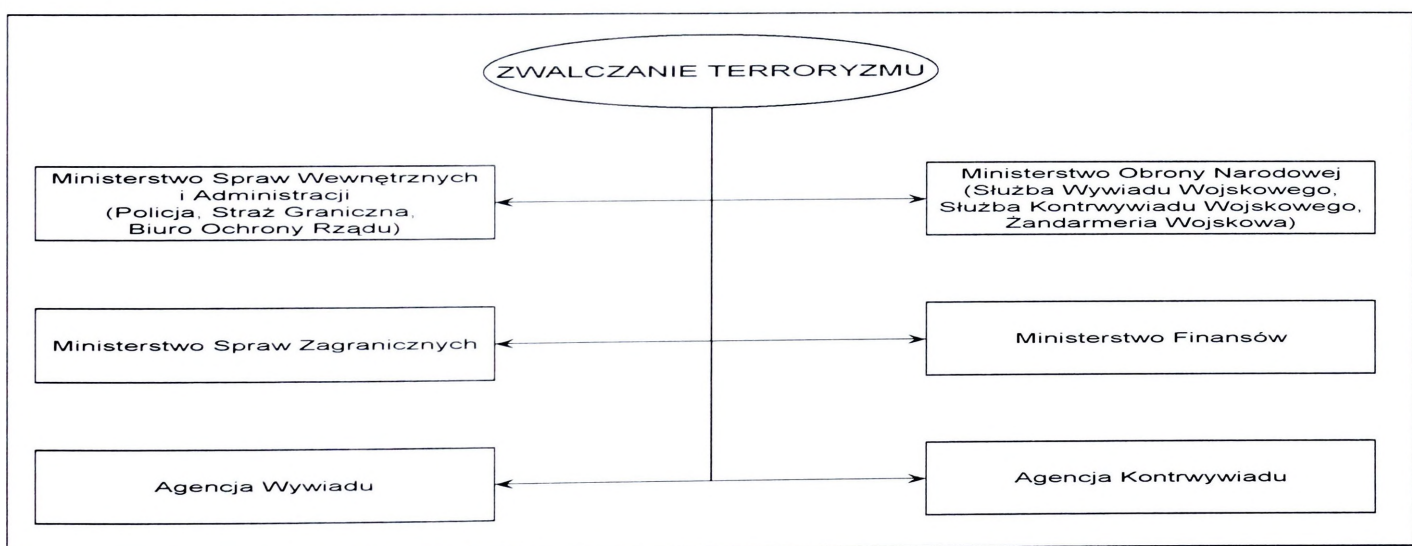 ZWALCZANIE TERRORYZMU
Ministerstwo Spraw Wewnętrznych
i Administracji
(Policja, Straż Graniczna,
Biuro Ochrony Rządu)
Ministerstwo Obrony Narodowej
(Służba Wywiadu Wojskowego,
Służba Kontrwywiadu Wojskowego,
Żandarmeria Wojskowa)
Ministerstwo Spraw Zagranicznych
Ministerstwo Finansów
Agencja Wywiadu
Agencja Kontrwywiadu